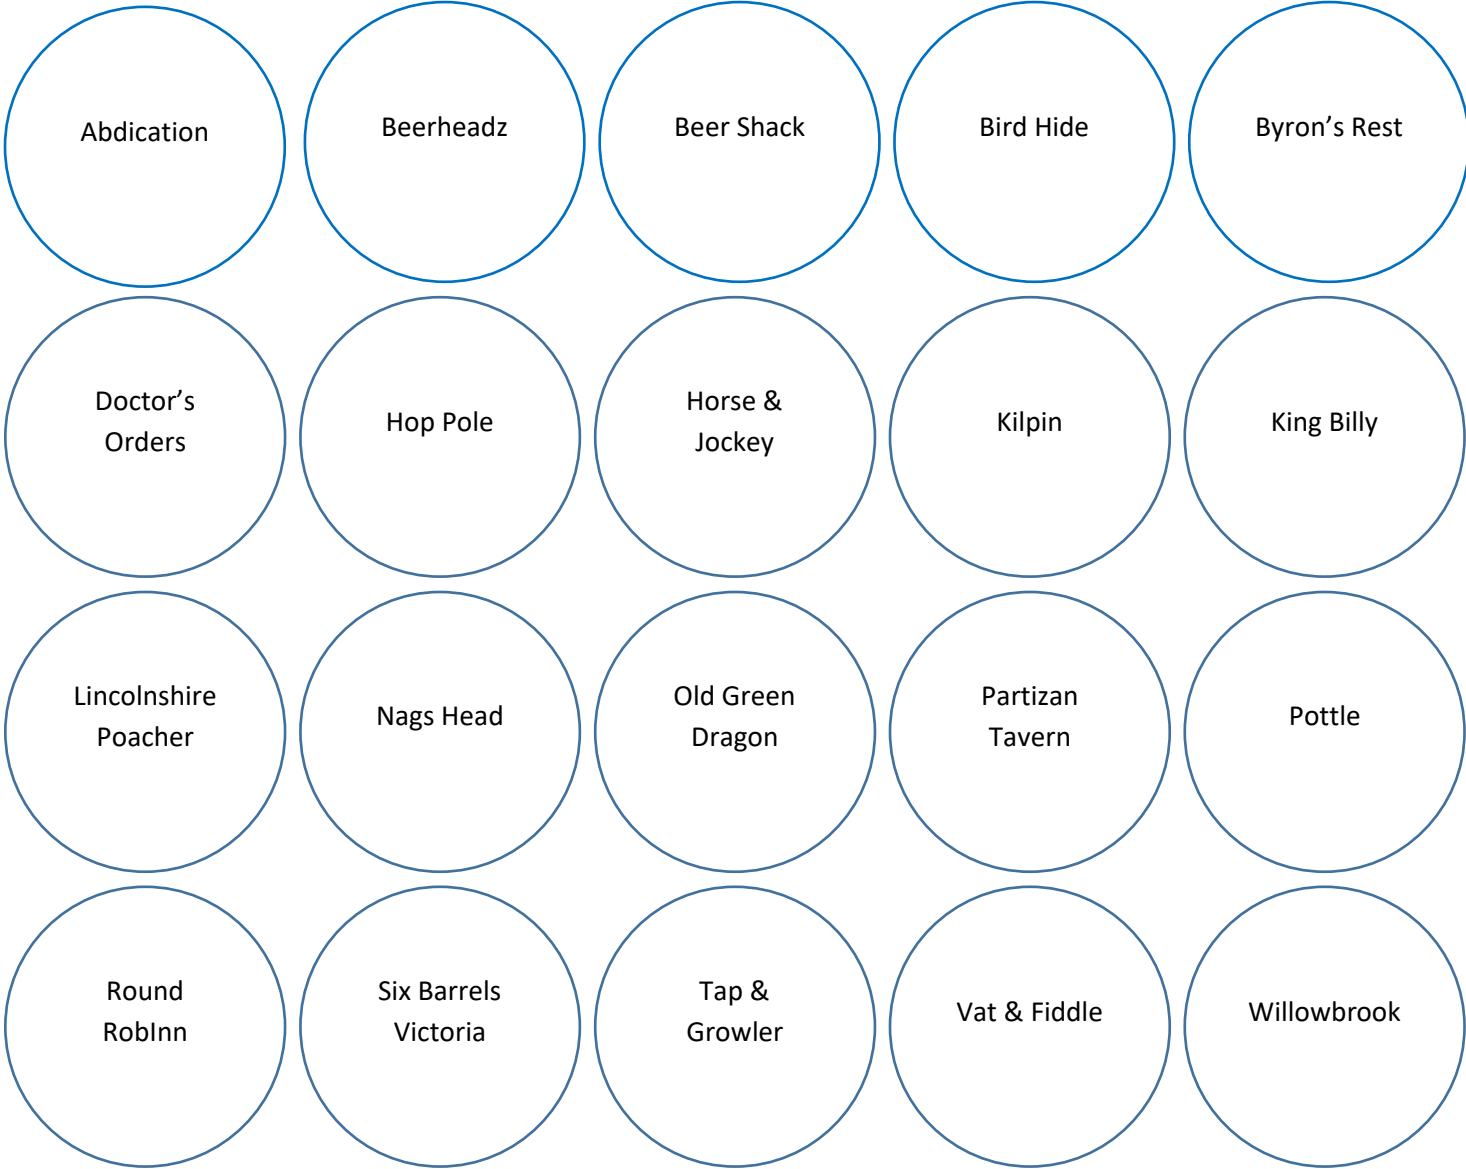 Abdication
Beerheadz
Beer Shack
Bird Hide
Byron’s Rest
Doctor’s
Orders
Hop Pole
Horse &
Jockey
Kilpin
King Billy
Lincolnshire
Poacher
Nags Head
Old Green
Dragon
Partizan
Tavern
Pottle
Round
RobInn
Six Barrels
Victoria
Tap &
Growler
Vat & Fiddle
Willowbrook